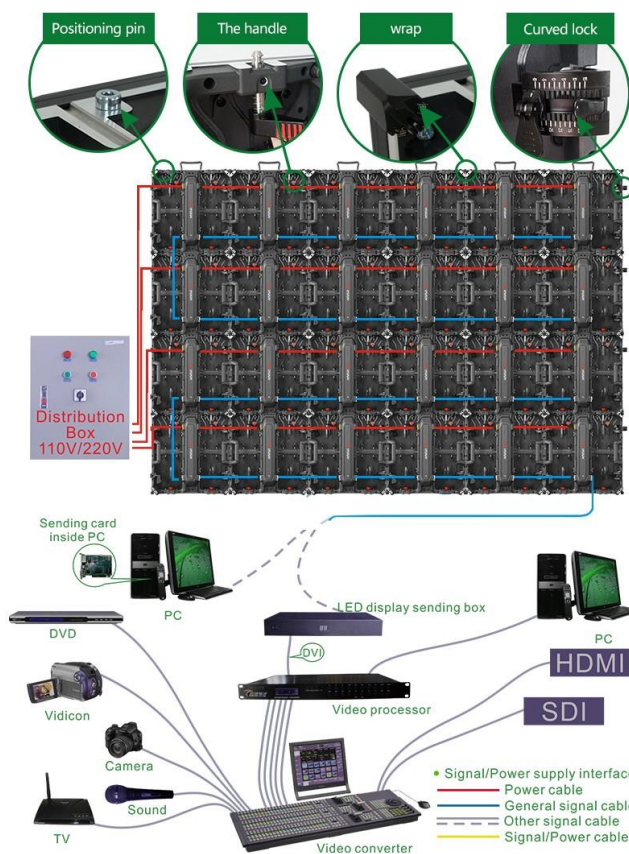 Positioning pin
The handle
wrap
Curved lock
Distribution
Box
110V/220V
Sending card
inside PC
PC
LED display sending box
PC
DVD
DVI
HDMI
Vidicon
Video processor
SDI
Camera
Sound
TV
Video converter
Signal/Power supply interface
Power cable
General signal cable
Other signal cable
Signal/Power cable